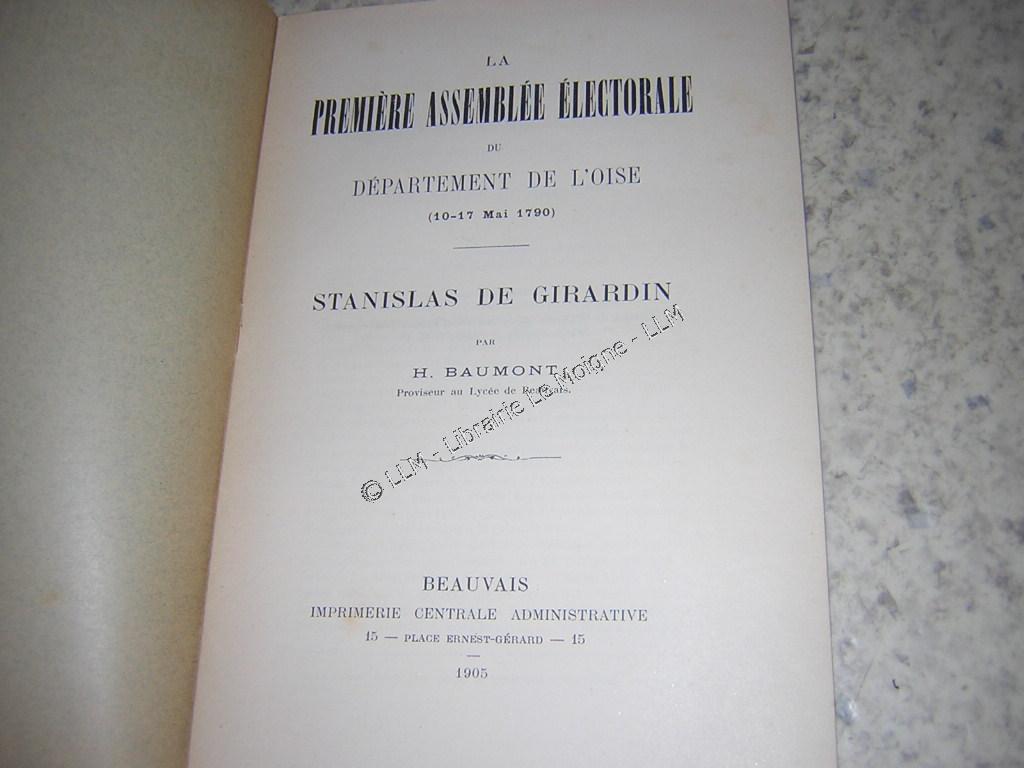 LA
PREMIÈRE ASSEMBLÉE ÉLECTORALE
DU
DÉPARTEMENT DE L'OISE
(10-17 Mai 1790)
STANISLAS DE GIRARDIN
PAR
H. BAUMONT
Proviseur au Lycée de Beauvais.
© LLM - Librairie Le Moigne - LLM
BEAUVAIS
IMPRIMERIE CENTRALE ADMINISTRATIVE
15 — PLACE ERNEST-GÉRARD — 15
1905